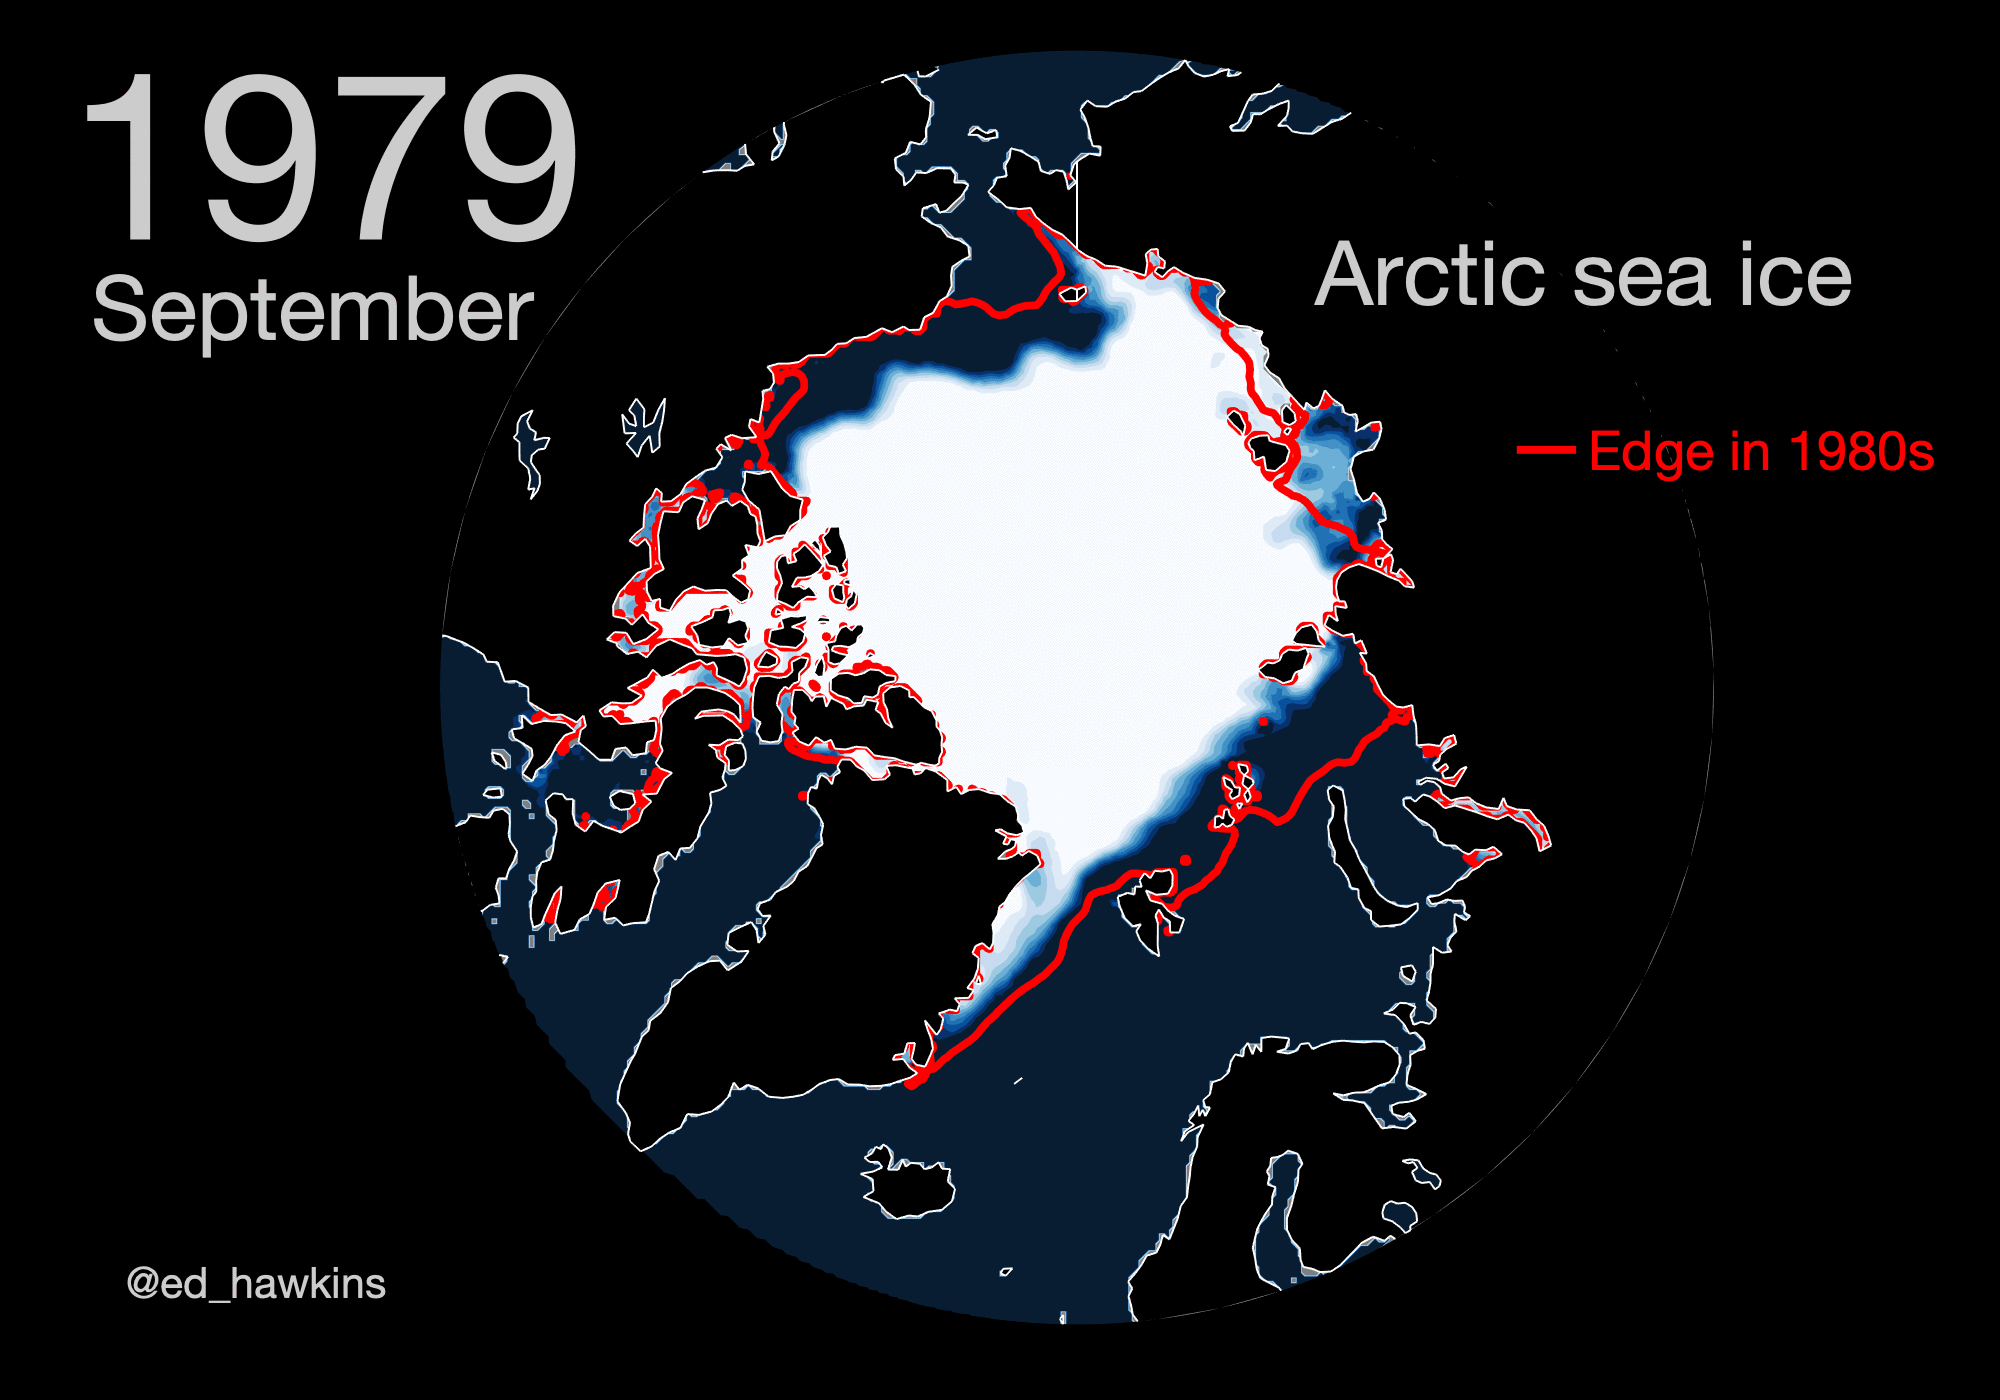 1979
September
Arctic sea ice
Edge in 1980s
@ed_hawkins